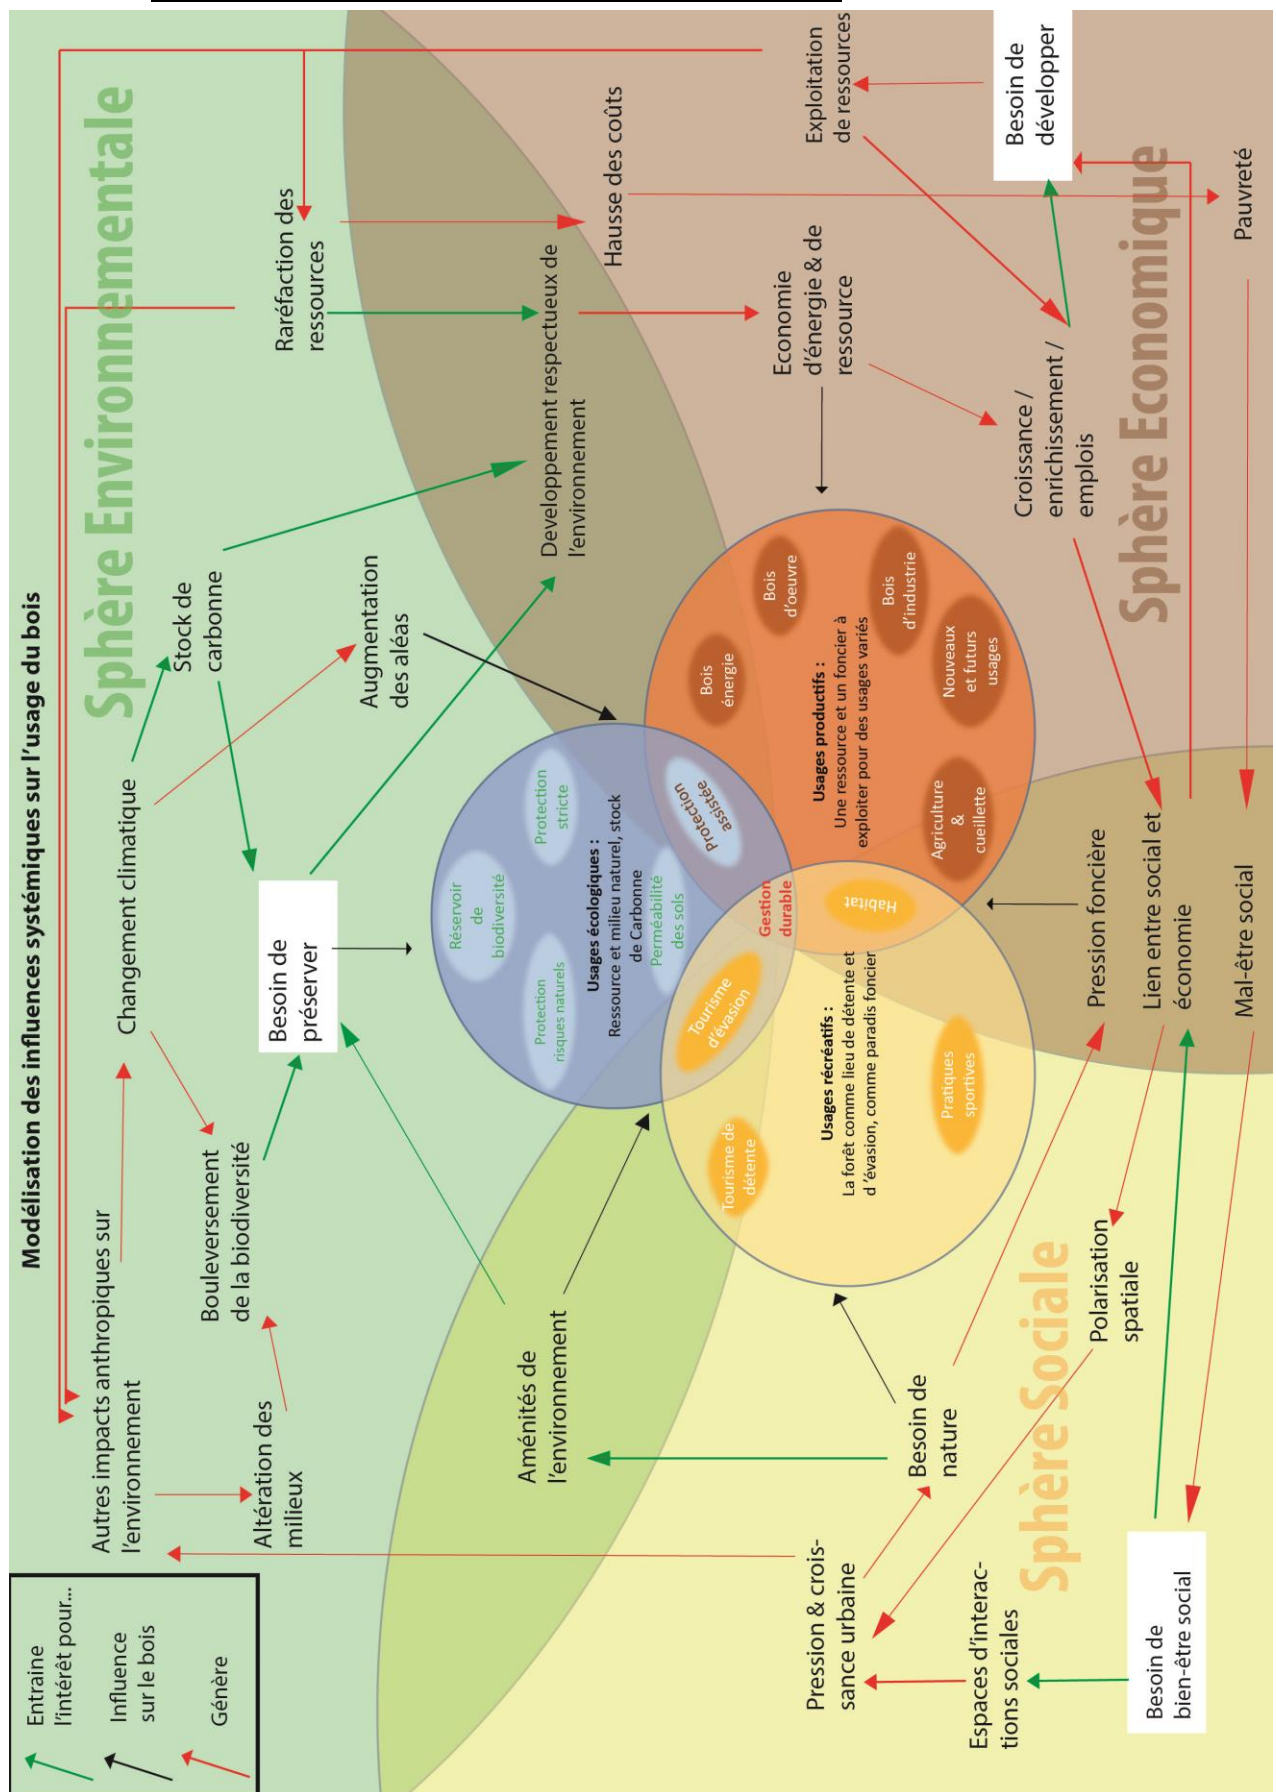 Modélisation des influences systémiques sur l'usage du bois
Entraine
l'intérêt pour...
Influence
sur le bois
Génère
Sphère Environnementale
Autres impacts anthropiques sur
l'environnement
Changement climatique
Stock de
carbonne
Raréfaction des
ressources
Altération des
milieux
Bouleversement
de la biodiversité
Besoin de
préserver
Augmentation
des aléas
Aménités de
l'environnement
Developpement respectueux de
l'environnement
Hausse des coûts
Réservoir
de
biodiversité
Protection
stricte
Protection
risques naturels
Usages écologiques :
Ressource et milieu naturel, stock
de Carbonne
Perméabilité
des sols
Protection
assistée
Tourisme
d'évasion
Gestion
durable
Habitat
Tourisme de
détente
Usages récréatifs :
La forêt comme lieu de détente et
d'évasion, comme paradis foncier
Pratiques
sportives
Bois
énergie
Bois
d'oeuvre
Usages productifs :
Une ressource et un foncier à
exploiter pour des usages variés
Bois
d'industrie
Agriculture
&
cueillette
Nouveaux
et futurs
usages
Economie
d'énergie & de
ressource
Exploitation
de ressources
Pression & crois-
sance urbaine
Besoin de
nature
Espaces d'interac-
tions sociales
Sphère Sociale
Polarisation
spatiale
Pression foncière
Lien entre social et
économie
Croissance /
enrichissement /
emplois
Besoin de
développer
Sphère Economique
Besoin de
bien-être social
Mal-être social
Pauvreté